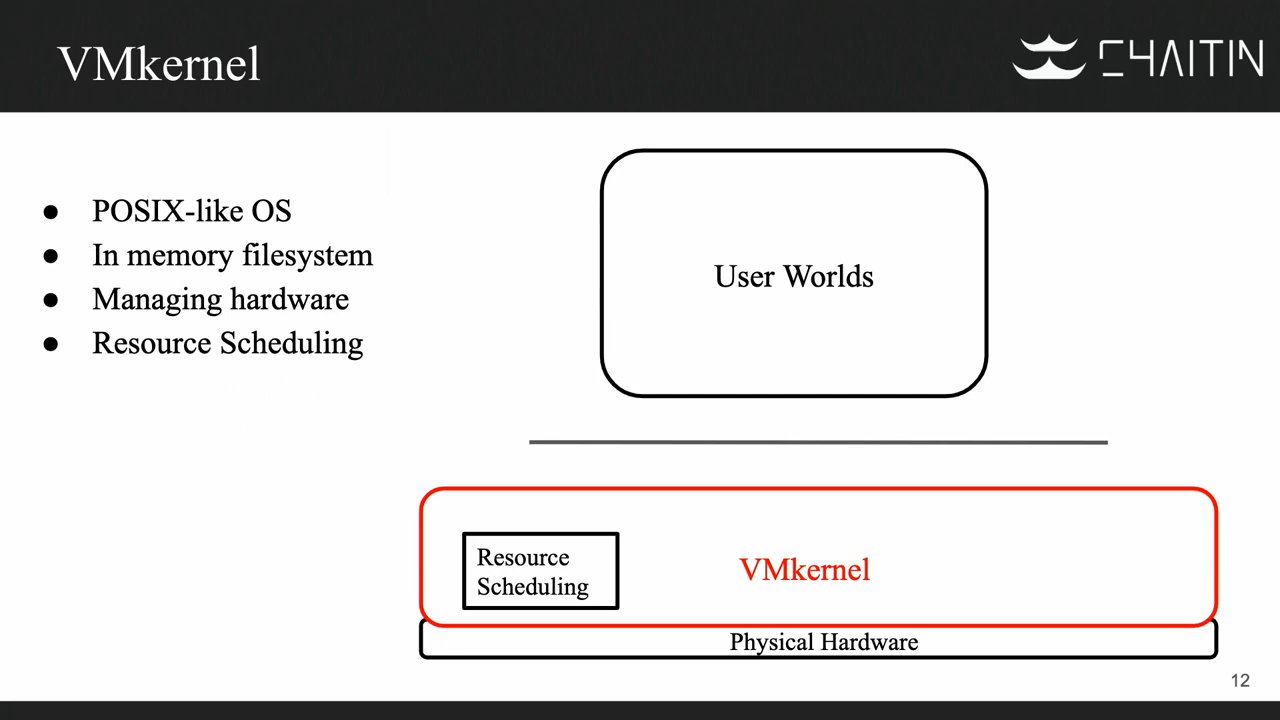 VMkernel
CHAITIN
● POSIX-like OS
● In memory filesystem
● Managing hardware
● Resource Scheduling
User Worlds
Resource
Scheduling
VMkernel
Physical Hardware
12